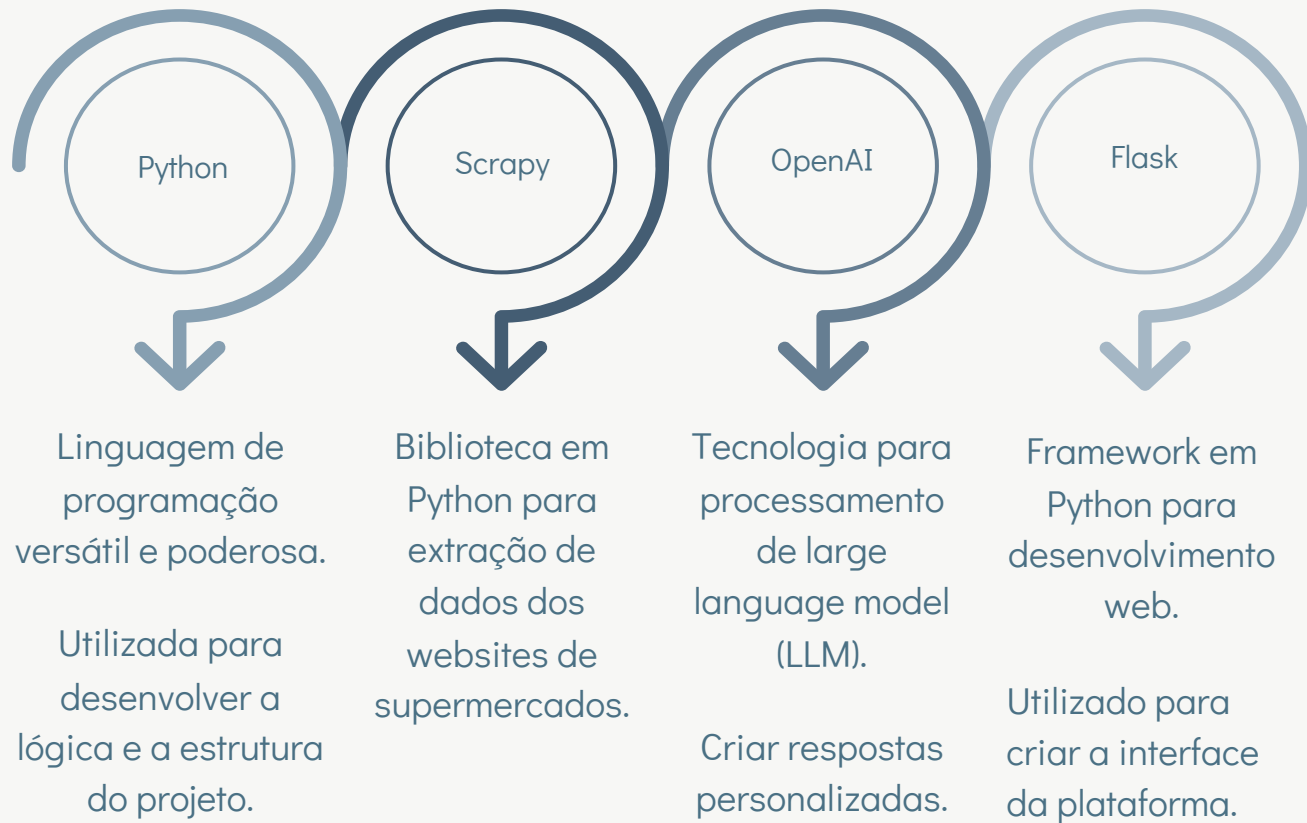 Python
Scrapy
OpenAI
Flask
Linguagem de
programação
versátil e poderosa.
Utilizada para
desenvolver a
lógica e a estrutura
do projeto.
Biblioteca em
Python para
extração de
dados dos
websites de
supermercados.
Tecnologia para
processamento
de large
language model
(LLM).
Criar respostas
personalizadas.
Framework em
Python para
desenvolvimento
web.
Utilizado para
criar a interface
da plataforma.